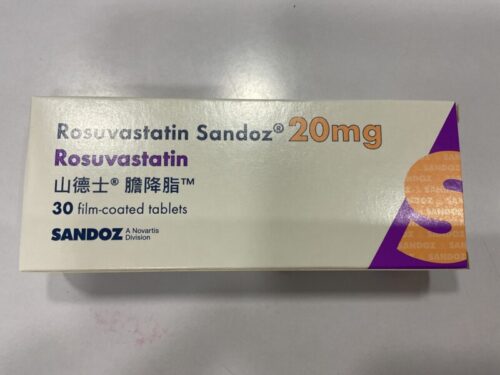 Rosuvastatin Sandoz® 20mg
Rosuvastatin
山德士® 膽降脂™
30 film-coated tablets
SANDOZ A Novartis
Division